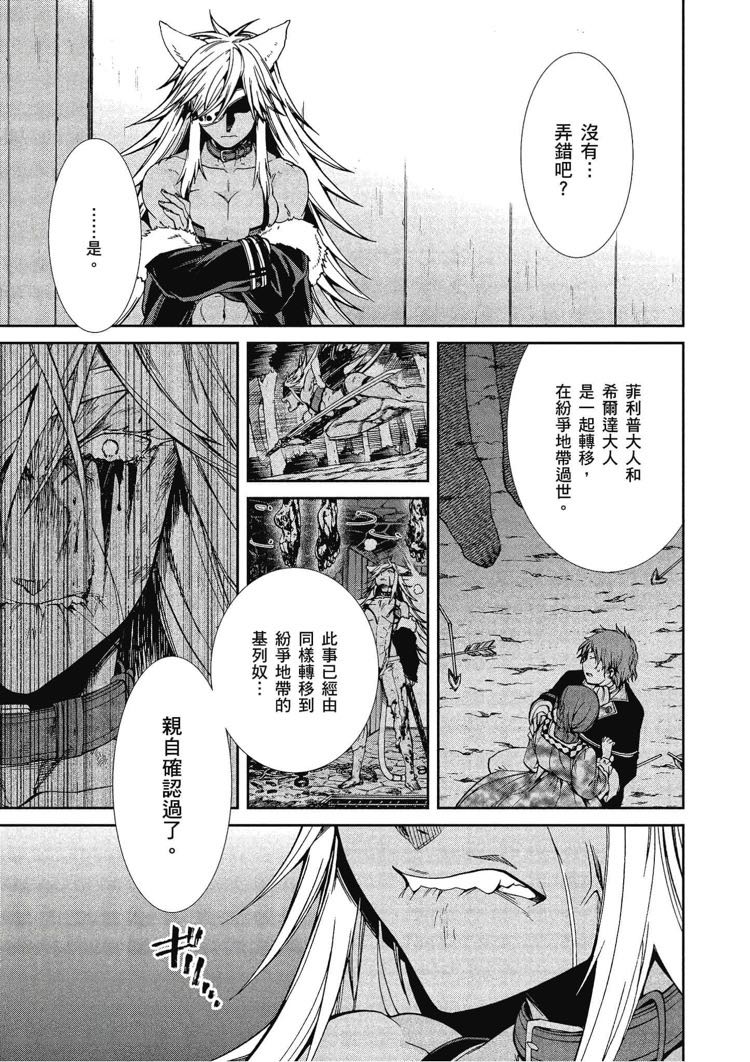 沒有…
弄錯吧？
……是。
菲利普大人和
希爾達大人
是一起轉移，
在紛爭地帶過世。
此事已經由
同樣轉移到
紛爭地帶的
基列奴…
親自確認過了。
ギリ…